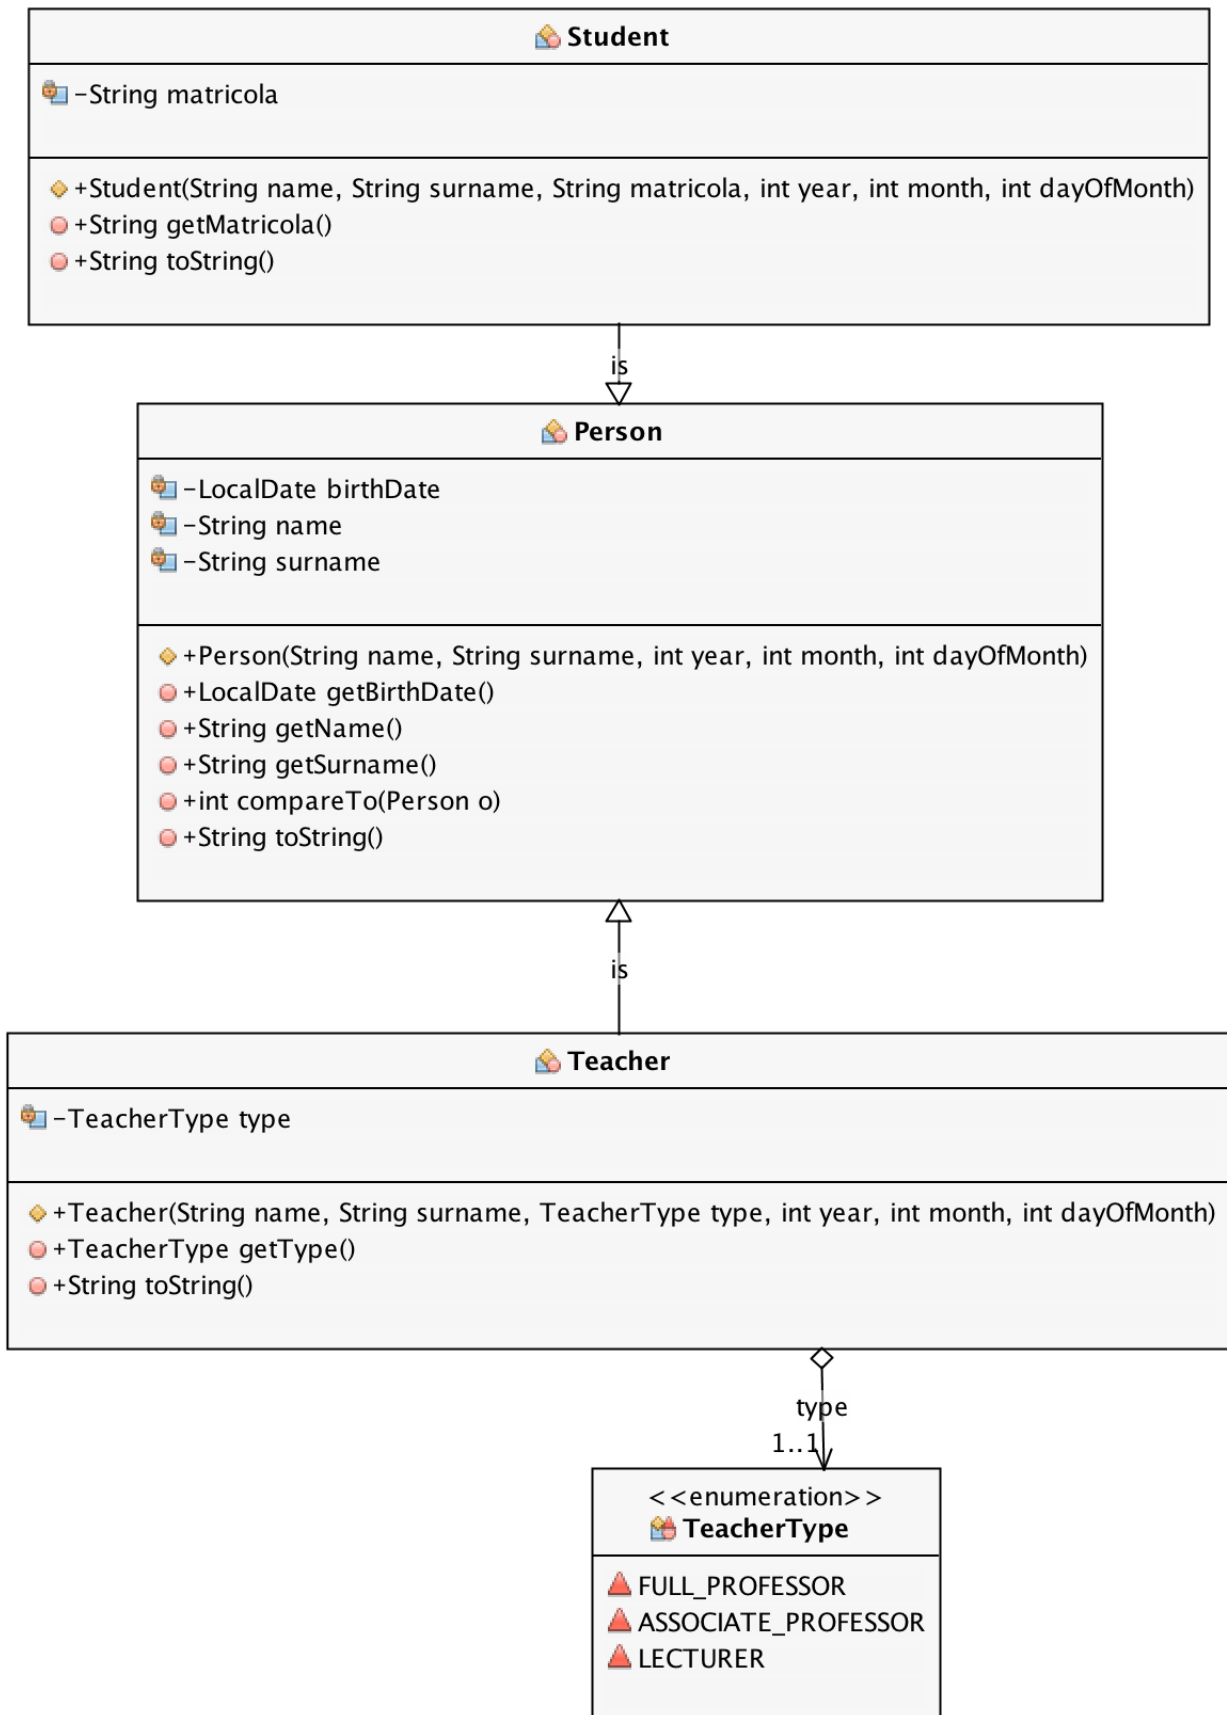 Student
-String matricola
+Student(String name, String surname, String matricola, int year, int month, int dayOfMonth)
+String getMatricola()
+String toString()
is
Person
-LocalDate birthDate
-String name
-String surname
+Person(String name, String surname, int year, int month, int dayOfMonth)
+LocalDate getBirthDate()
+String getName()
+String getSurname()
+int compareTo(Person o)
+String toString()
is
Teacher
-TeacherType type
+Teacher(String name, String surname, TeacherType type, int year, int month, int dayOfMonth)
+TeacherType getType()
+String toString()
type
1..1
<<enumeration>>
TeacherType
FULL_PROFESSOR
ASSOCIATE_PROFESSOR
LECTURER